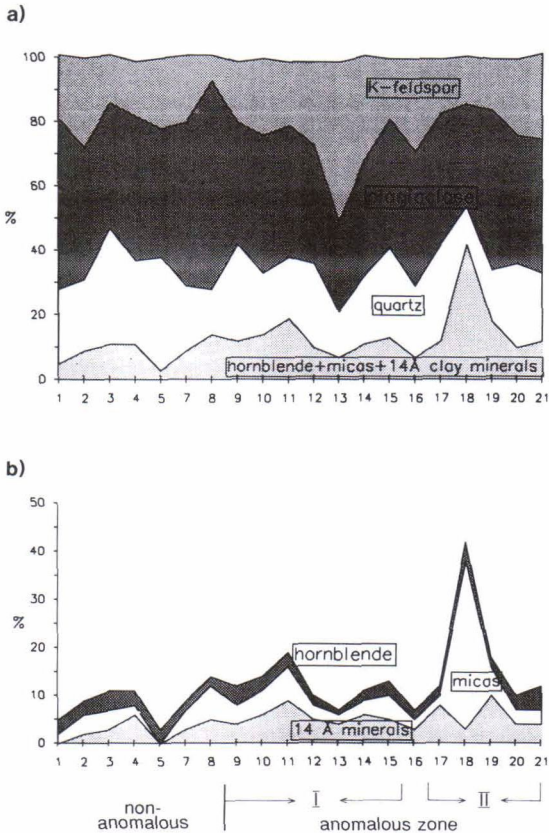 a)
100
K-feldspar
80
60
plagioclase
%
40
quartz
20
hornblende+micas+14Å clay minerals
0
1 2 3 4 5 7 8 9 10 11 12 13 14 15 16 17 18 19 20 21
b)
50
40
30
%
20
hornblende
micas
10
14 Å minerals
0
1 2 3 4 5 7 8 9 10 11 12 13 14 15 16 17 18 19 20 21
I II
non-
anomalous
anomalous zone